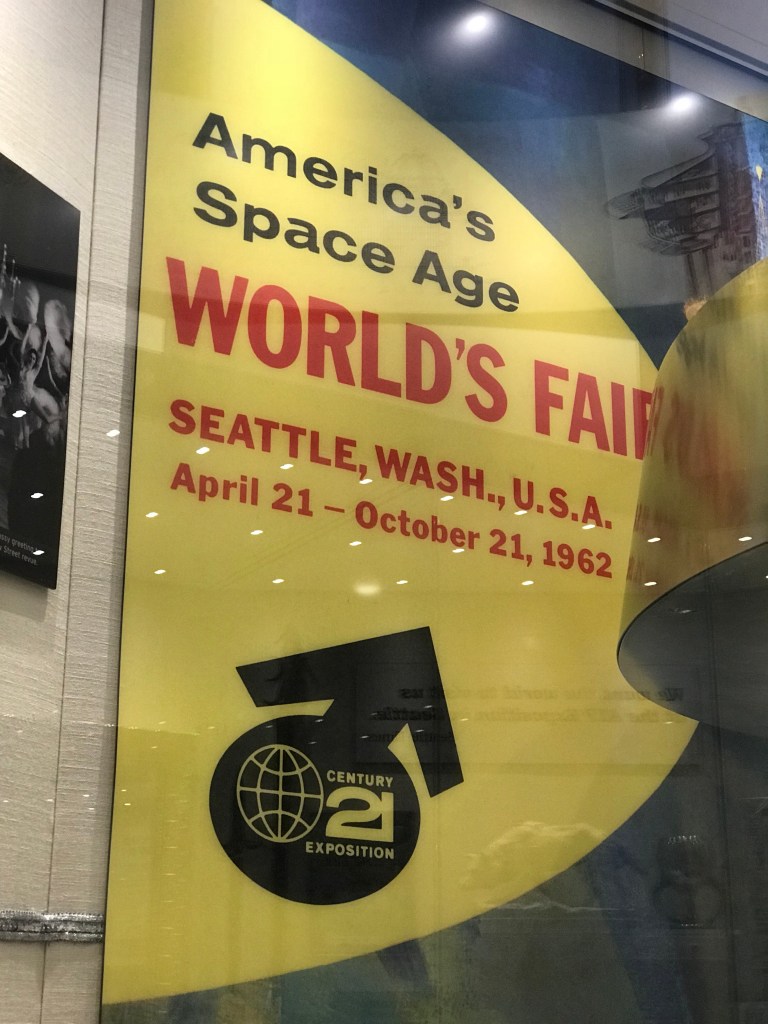 America's
Space Age
WORLD'S FAIR
SEATTLE, WASH., U.S.A.
April 21 – October 21, 1962
CENTURY
21
EXPOSITION